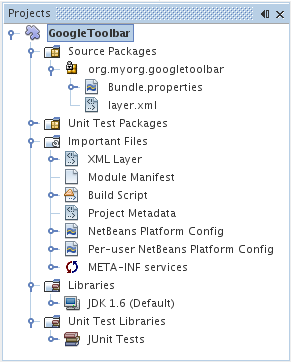 Projects
GoogleToolbar
Source Packages
org.myorg.googletoolbar
Bundle.properties
layer.xml
Unit Test Packages
Important Files
XML Layer
Module Manifest
Build Script
Project Metadata
NetBeans Platform Config
Per-user NetBeans Platform Config
META-INF services
Libraries
JDK 1.6 (Default)
Unit Test Libraries
JUnit Tests